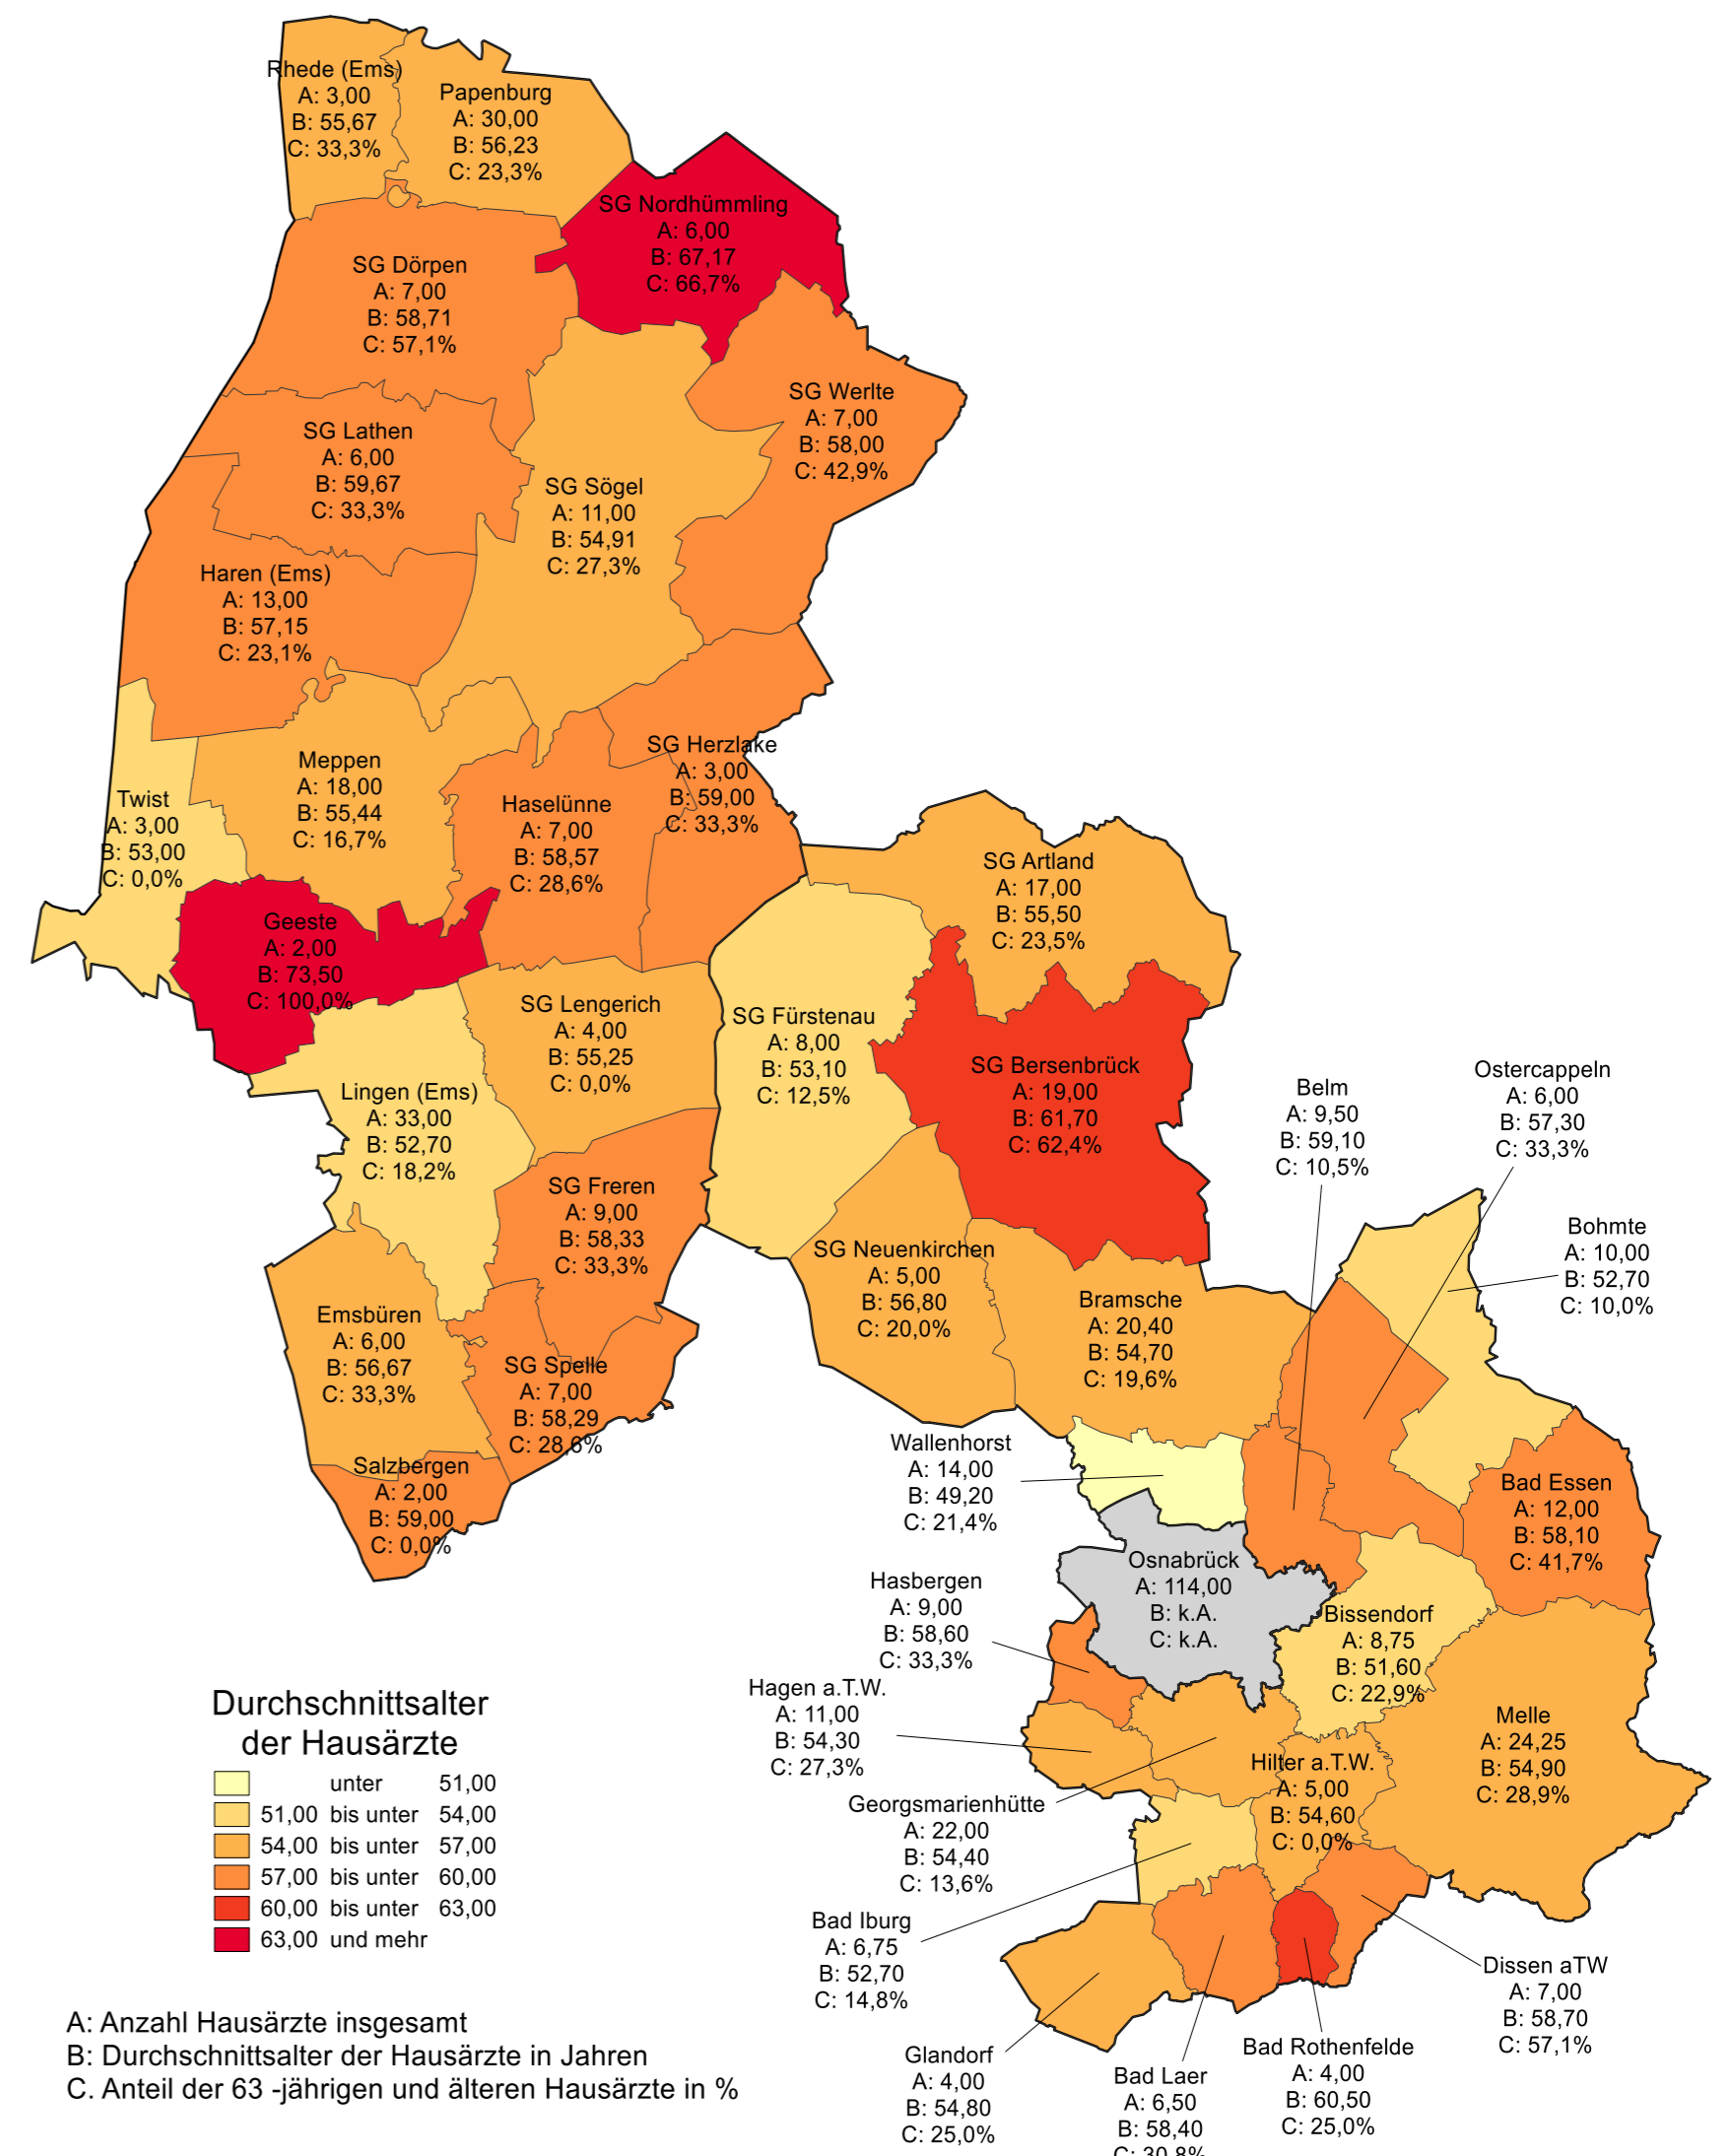 Rhede (Ems)
A: 3,00
B: 55,67
C: 33,3%
Papenburg
A: 30,00
B: 56,23
C: 23,3%
SG Nordhümmling
A: 6,00
B: 67,17
C: 66,7%
SG Dörpen
A: 7,00
B: 58,71
C: 57,1%
SG Werlte
A: 7,00
B: 58,00
C: 42,9%
SG Lathen
A: 6,00
B: 59,67
C: 33,3%
SG Sögel
A: 11,00
B: 54,91
C: 27,3%
Haren (Ems)
A: 13,00
B: 57,15
C: 23,1%
SG Herzlake
A: 3,00
B: 59,00
C: 33,3%
Meppen
A: 18,00
B: 55,44
C: 16,7%
Twist
A: 3,00
B: 53,00
C: 0,0%
Haselünne
A: 7,00
B: 58,57
C: 28,6%
SG Artland
A: 17,00
B: 55,50
C: 23,5%
Geeste
A: 2,00
B: 73,50
C: 100,0%
SG Lengerich
A: 4,00
B: 55,25
C: 0,0%
SG Fürstenau
A: 8,00
B: 53,10
C: 12,5%
SG Bersenbrück
A: 19,00
B: 61,70
C: 62,4%
Ostercappeln
A: 6,00
B: 57,30
C: 33,3%
Belm
A: 9,50
B: 59,10
C: 10,5%
Lingen (Ems)
A: 33,00
B: 52,70
C: 18,2%
SG Freren
A: 9,00
B: 58,33
C: 33,3%
Bohmte
A: 10,00
B: 52,70
C: 10,0%
SG Neuenkirchen
A: 5,00
B: 56,80
C: 20,0%
Bramsche
A: 20,40
B: 54,70
C: 19,6%
Emsbüren
A: 6,00
B: 56,67
C: 33,3%
SG Spelle
A: 7,00
B: 58,29
C: 28,6%
Wallenhorst
A: 14,00
B: 49,20
C: 21,4%
Salzbergen
A: 2,00
B: 59,00
C: 0,0%
Bad Essen
A: 12,00
B: 58,10
C: 41,7%
Osnabrück
A: 114,00
B: k.A.
C: k.A.
Hasbergen
A: 9,00
B: 58,60
C: 33,3%
Bissendorf
A: 8,75
B: 51,60
C: 22,9%
Hagen a.T.W.
A: 11,00
B: 54,30
C: 27,3%
Melle
A: 24,25
B: 54,90
C: 28,9%
Hilter a.T.W.
A: 5,00
B: 54,60
C: 0,0%
Georgsmarienhütte
A: 22,00
B: 54,40
C: 13,6%
Bad Iburg
A: 6,75
B: 52,70
C: 14,8%
Dissen aTW
A: 7,00
B: 58,70
C: 57,1%
Glandorf
A: 4,00
B: 54,80
C: 25,0%
Bad Laer
A: 6,50
B: 58,40
C: 30,8%
Bad Rothenfelde
A: 4,00
B: 60,50
C: 25,0%
Durchschnittsalter
der Hausärzte
unter 51,00
51,00 bis unter 54,00
54,00 bis unter 57,00
57,00 bis unter 60,00
60,00 bis unter 63,00
63,00 und mehr
A: Anzahl Hausärzte insgesamt
B: Durchschnittsalter der Hausärzte in Jahren
C. Anteil der 63 -jährigen und älteren Hausärzte in %